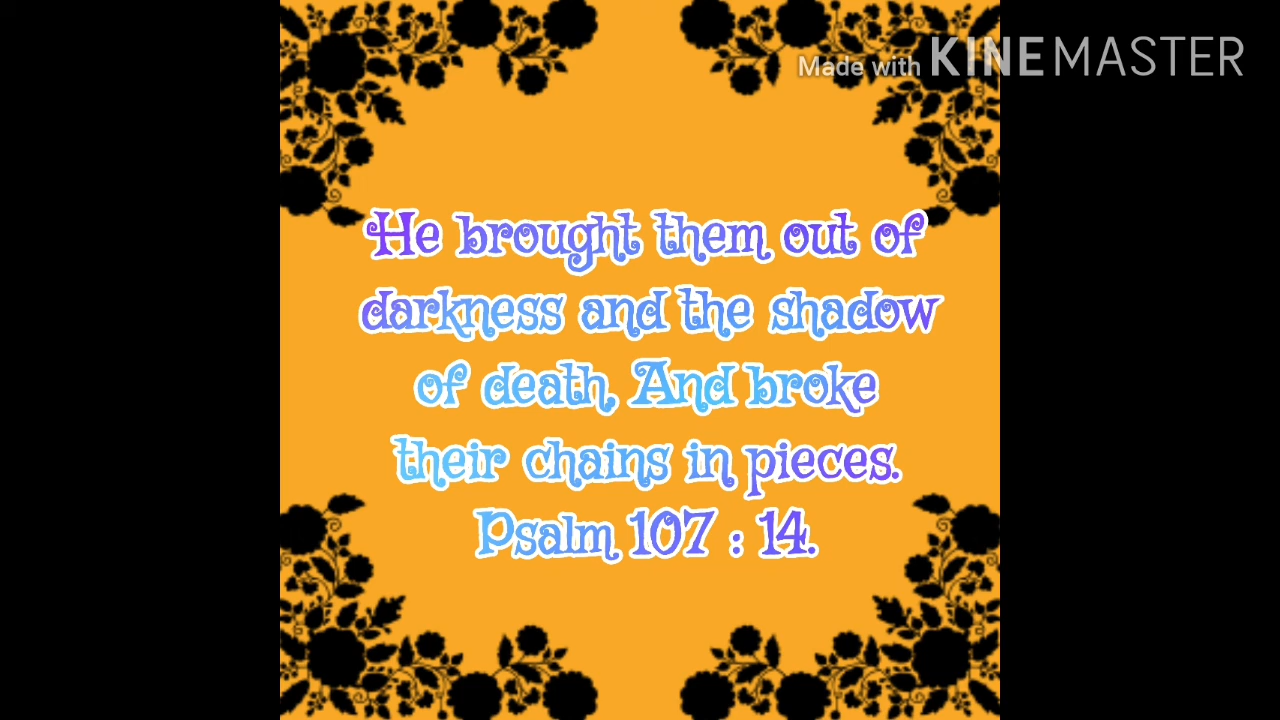 Made with KINEMASTER
He brought them out of
darkness and the shadow
of death, And broke
their chains in pieces.
Psalm 107 : 14.